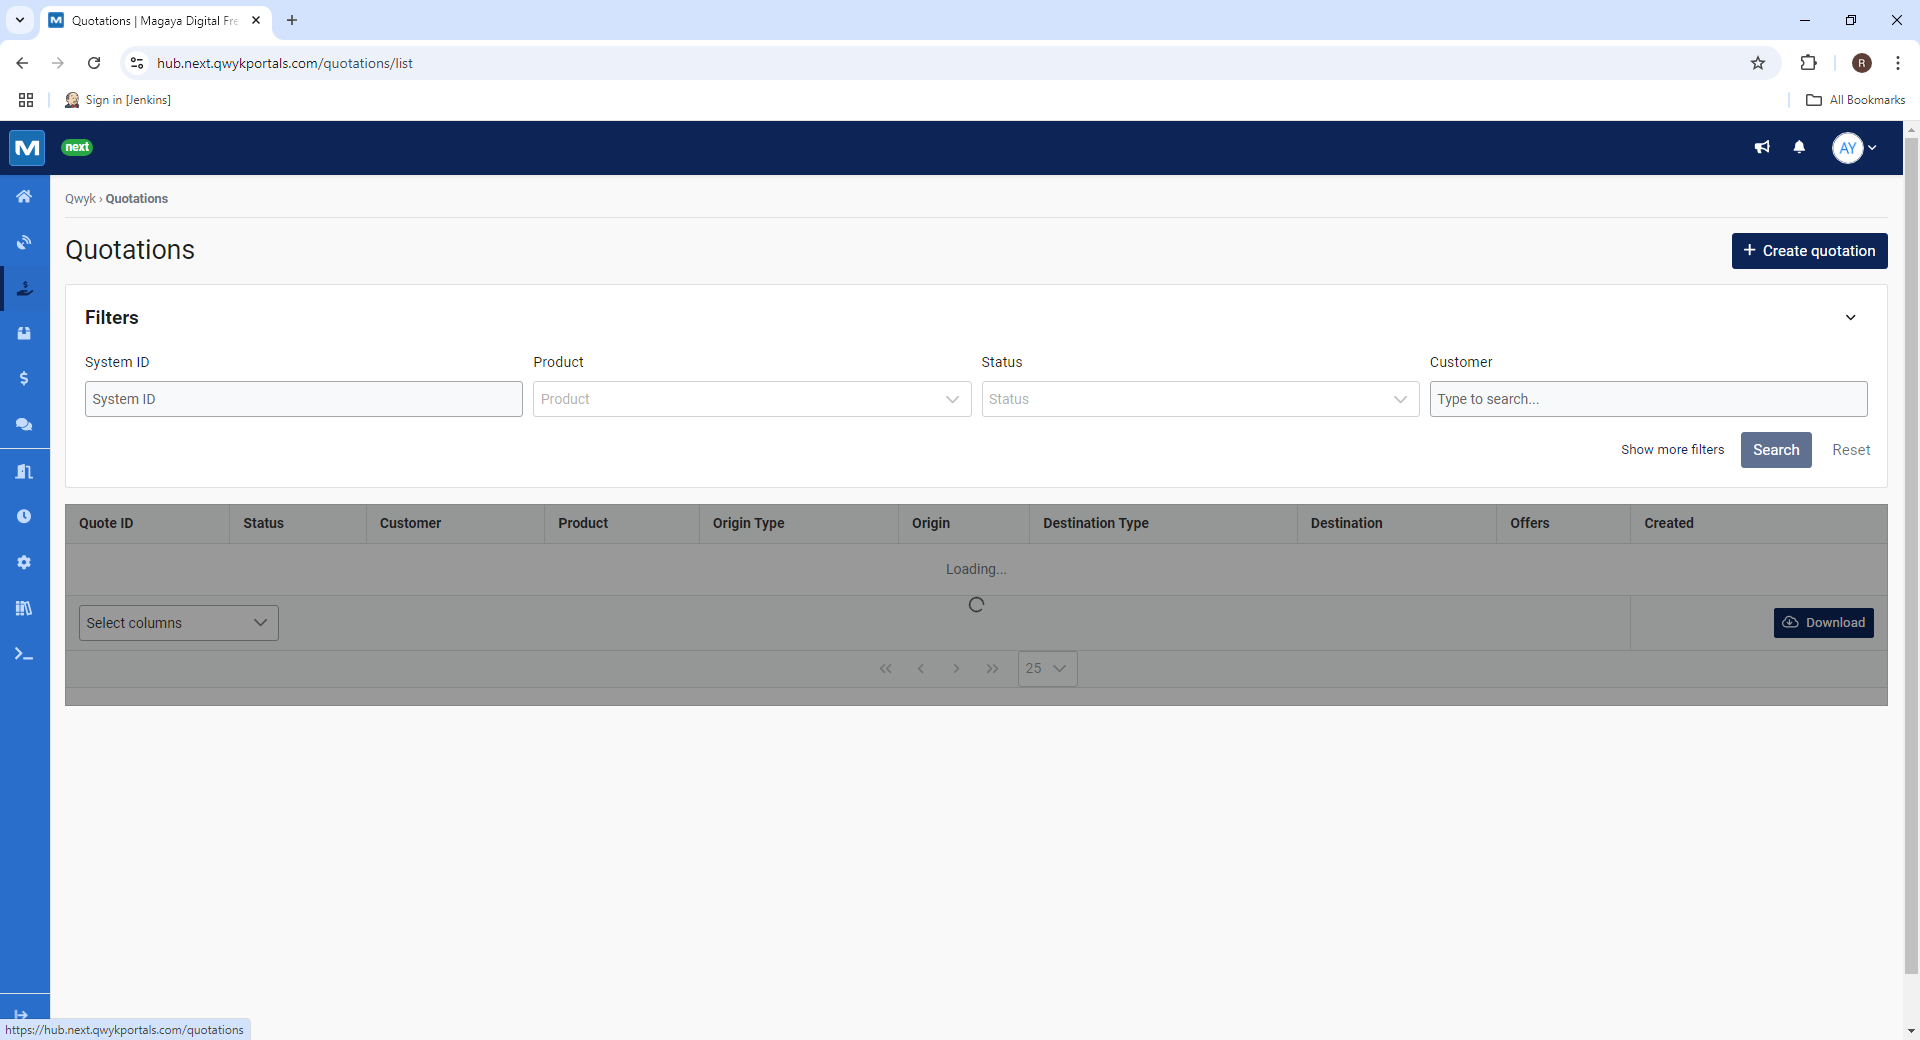 Quotations | Magaya Digital Fre
hub.next.qwykportals.com/quotations/list
R
Sign in [Jenkins]
All Bookmarks
M
next
AY
Qwyk › Quotations
Quotations
+ Create quotation
Filters
System ID
Product
Status
Customer
System ID
Product
Status
Type to search...
Show more filters
Search
Reset
Quote ID
Status
Customer
Product
Origin Type
Origin
Destination Type
Destination
Offers
Created
Loading...
Select columns
Download
25
https://hub.next.qwykportals.com/quotations